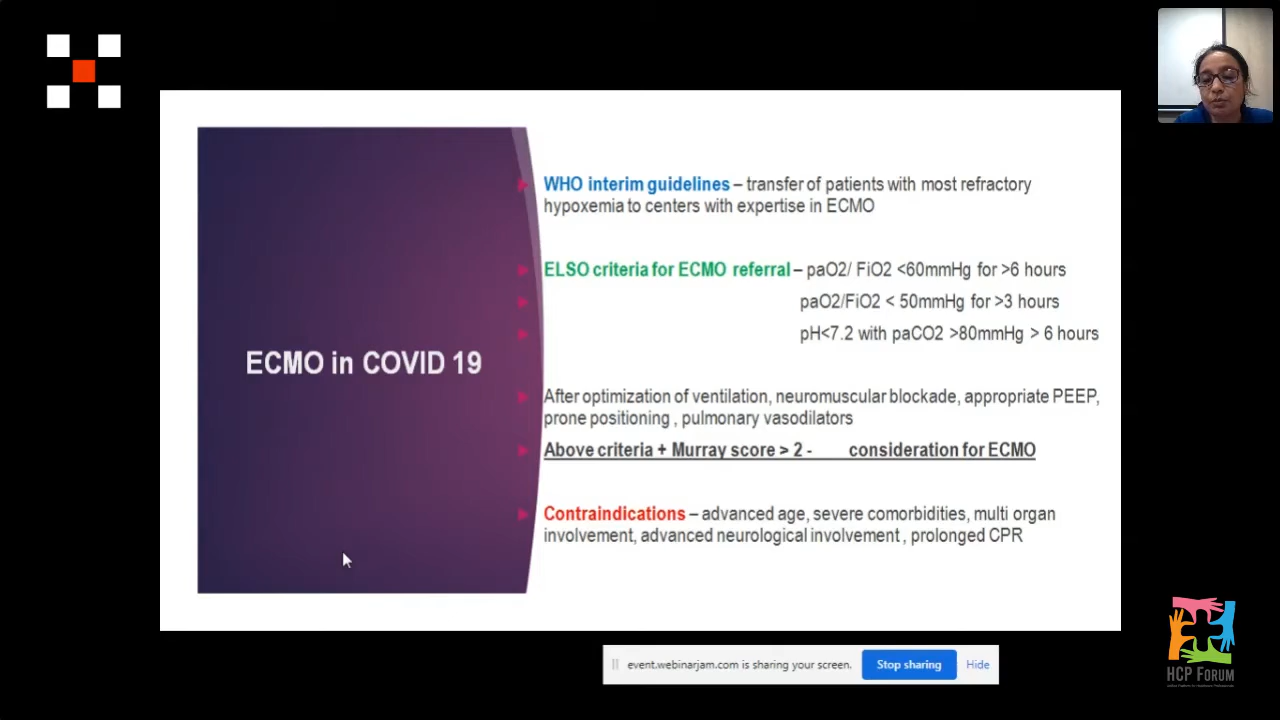 ECMO in COVID 19
WHO interim guidelines – transfer of patients with most refractory
hypoxemia to centers with expertise in ECMO
ELSO criteria for ECMO referral – paO2/ FiO2 <60mmHg for >6 hours
paO2/FiO2 < 50mmHg for >3 hours
pH<7.2 with paCO2 >80mmHg > 6 hours
After optimization of ventilation, neuromuscular blockade, appropriate PEEP,
prone positioning , pulmonary vasodilators
Above criteria + Murray score > 2 - consideration for ECMO
Contraindications – advanced age, severe comorbidities, multi organ
involvement, advanced neurological involvement , prolonged CPR
event.webinarjam.com is sharing your screen. Stop sharing Hide
HCP FORUM